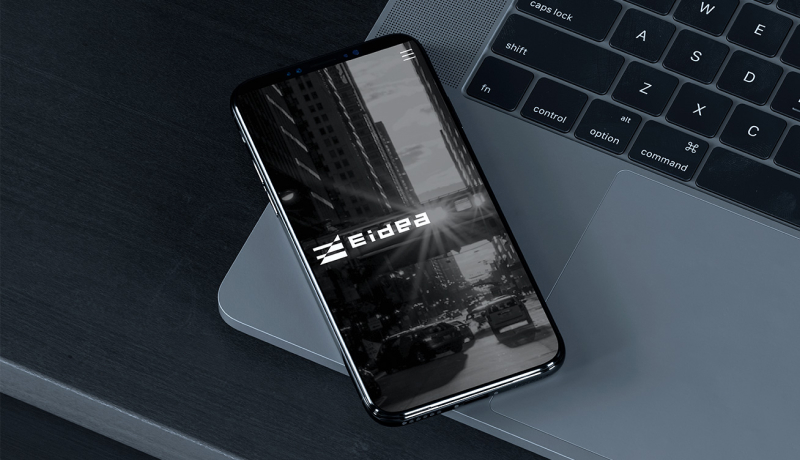 caps lock
W
E
A
S
D
shift
Z
X
C
fn
control
alt
option
⌘
command
Eidea